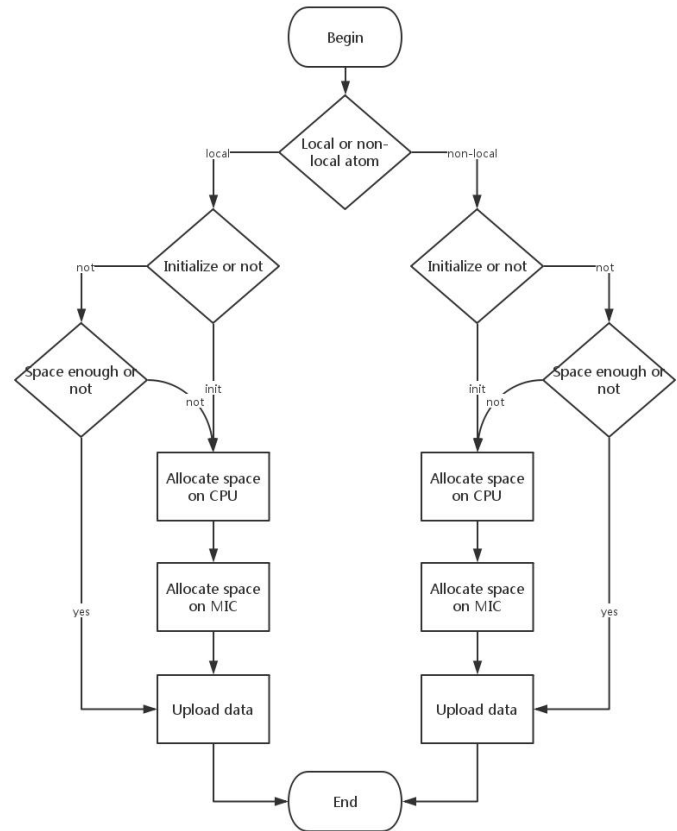 Begin
Local or non-
local atom
local
non-local
Initialize or not
Initialize or not
not
not
Space enough or
not
Space enough or
not
init
not
init
not
Allocate space
on CPU
Allocate space
on CPU
Allocate space
on MIC
Allocate space
on MIC
yes
yes
Upload data
Upload data
End